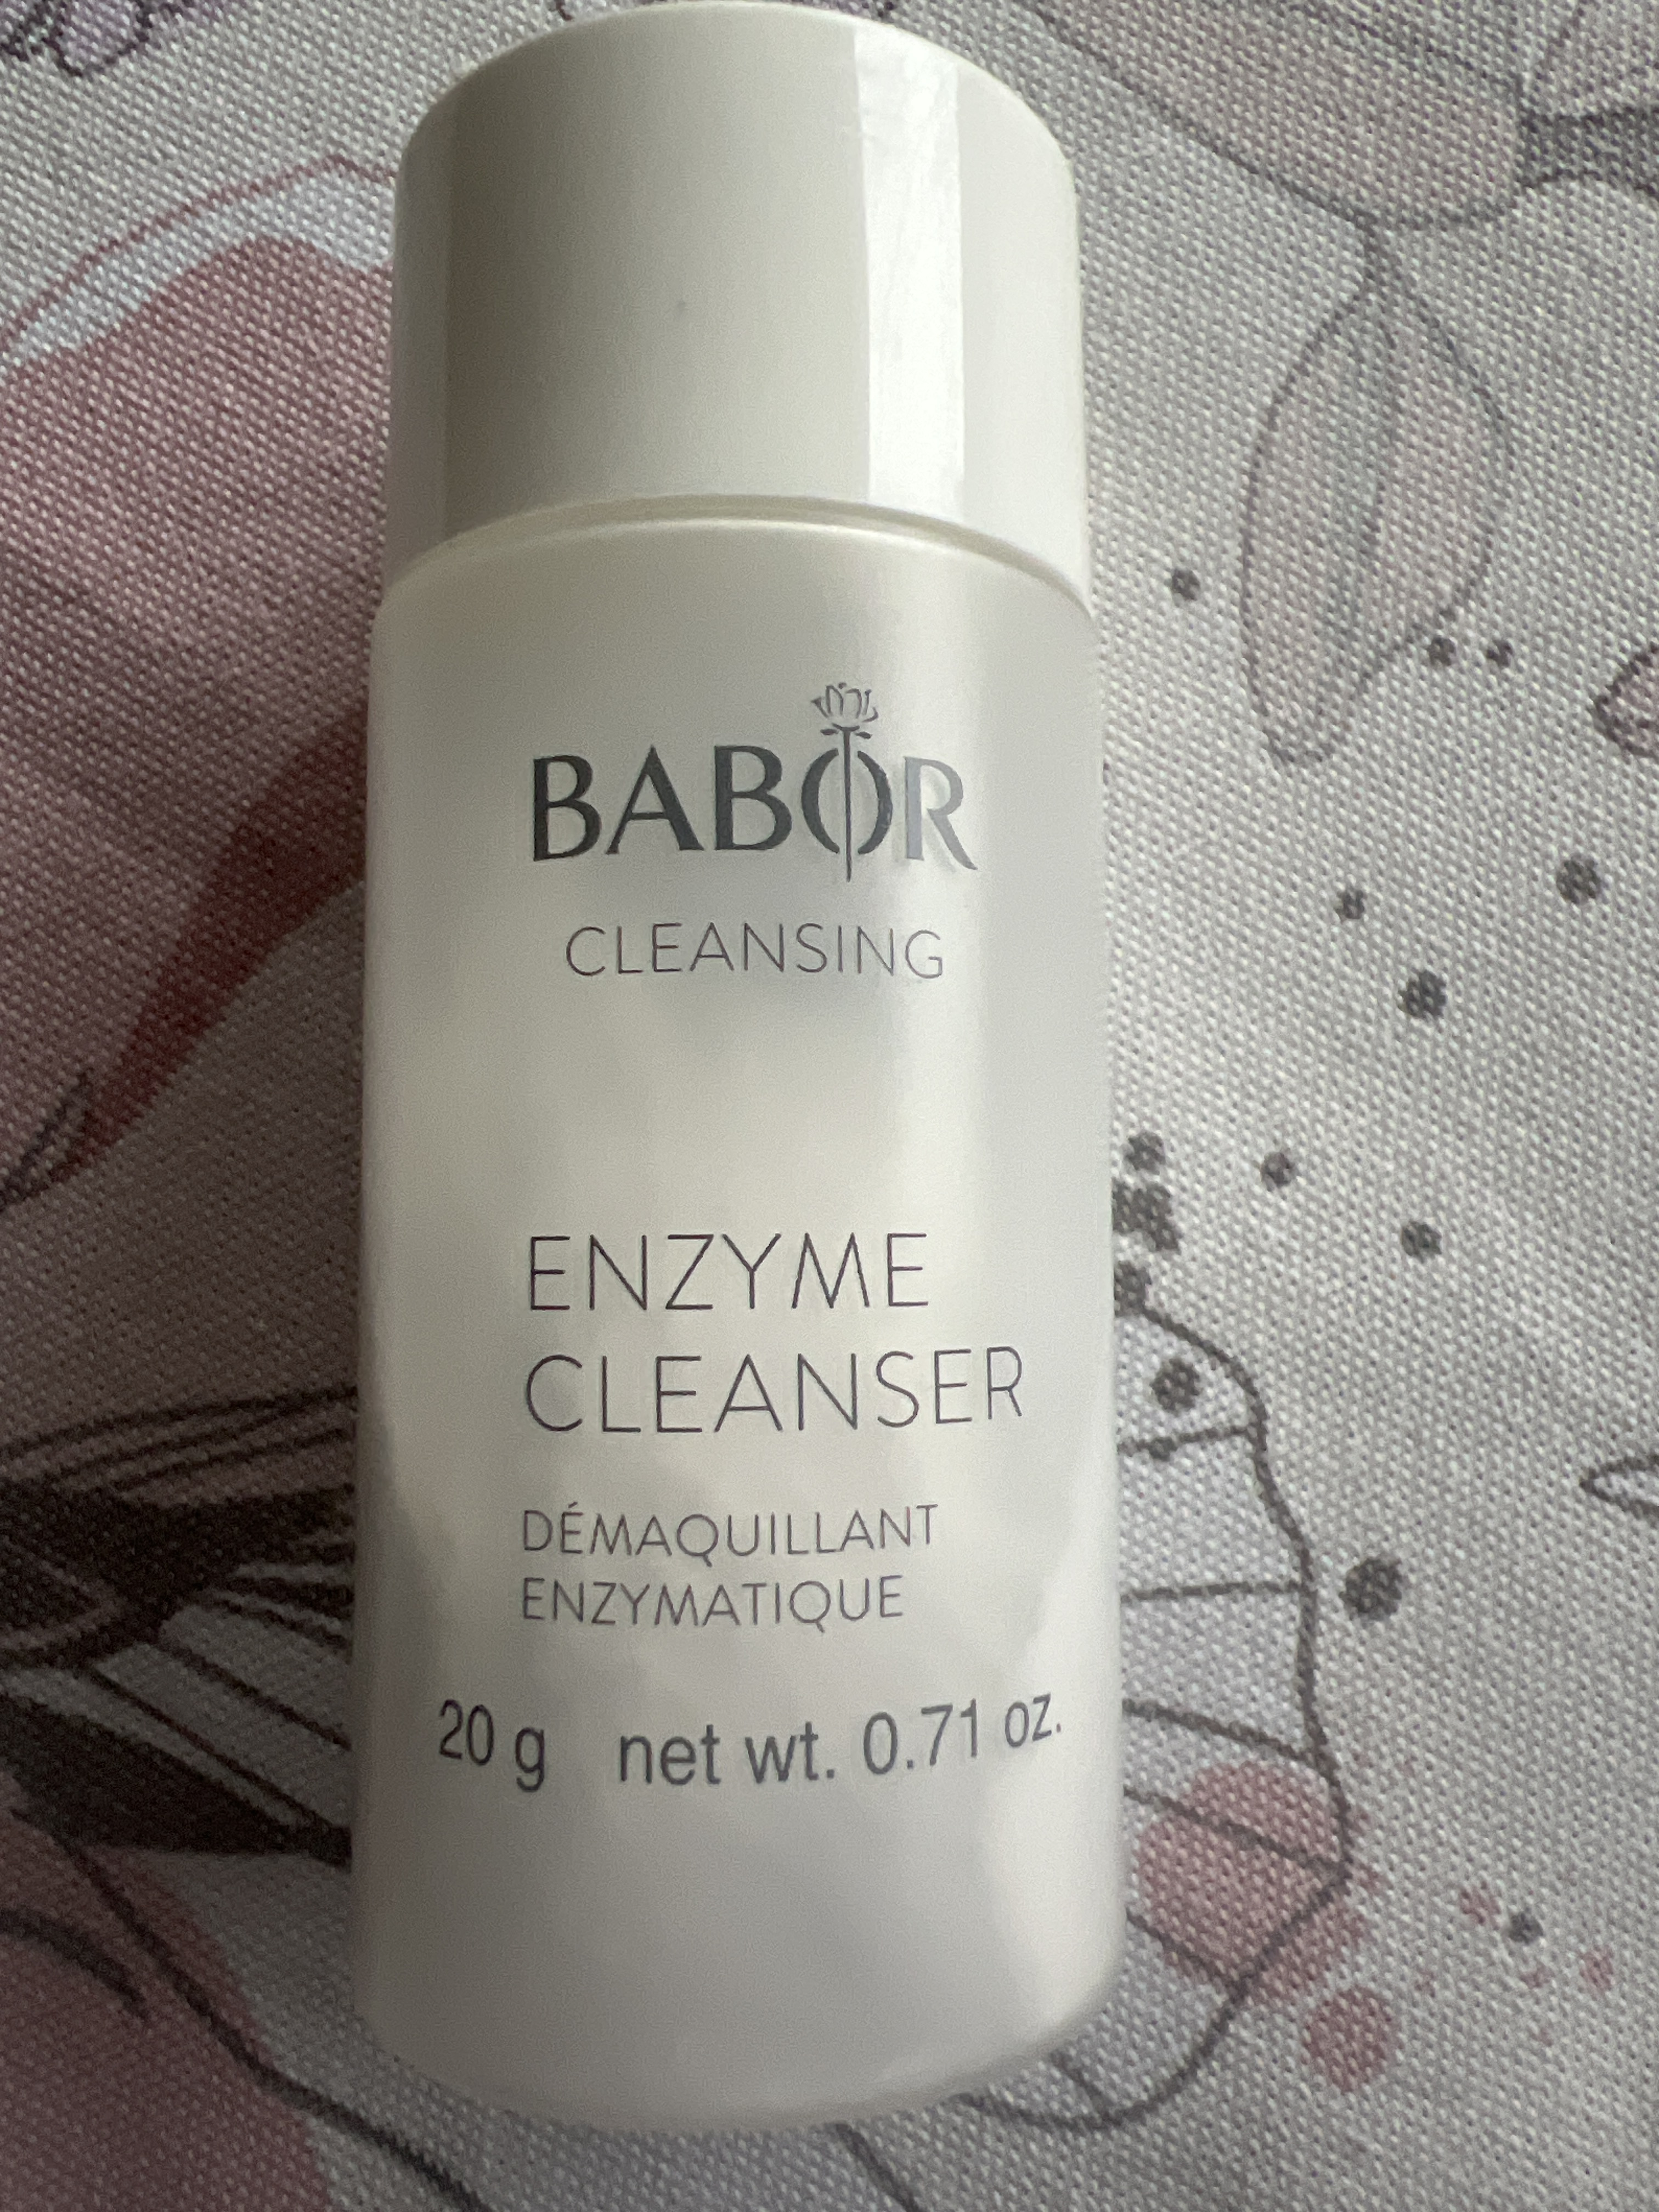 BABOR
CLEANSING
ENZYME
CLEANSER
DÉMAQUILLANT
ENZYMATIQUE
20 g net wt. 0.71 oz.